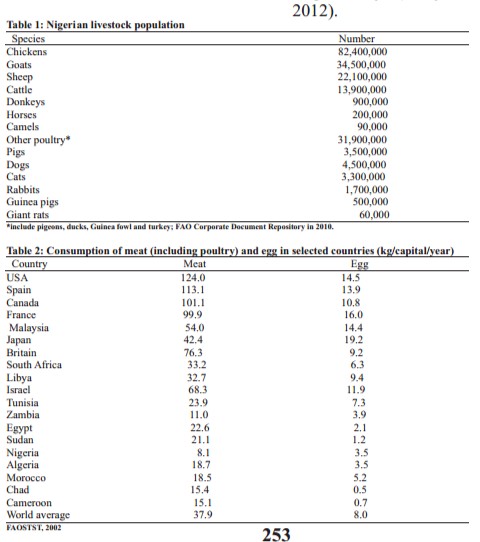 2012).
Table 1: Nigerian livestock population
Species Number
Chickens 82,400,000
Goats 34,500,000
Sheep 22,100,000
Cattle 13,900,000
Donkeys 900,000
Horses 200,000
Camels 90,000
Other poultry* 31,900,000
Pigs 3,500,000
Dogs 4,500,000
Cats 3,300,000
Rabbits 1,700,000
Guinea pigs 500,000
Giant rats 60,000
*include pigeons, ducks, Guinea fowl and turkey; FAO Corporate Document Repository in 2010.
Table 2: Consumption of meat (including poultry) and egg in selected countries (kg/capital/year)
Country Meat Egg
USA 124.0 14.5
Spain 113.1 13.9
Canada 101.1 10.8
France 99.9 16.0
Malaysia 54.0 14.4
Japan 42.4 19.2
Britain 76.3 9.2
South Africa 33.2 6.3
Libya 32.7 9.4
Israel 68.3 11.9
Tunisia 23.9 7.3
Zambia 11.0 3.9
Egypt 22.6 2.1
Sudan 21.1 1.2
Nigeria 8.1 3.5
Algeria 18.7 3.5
Morocco 18.5 5.2
Chad 15.4 0.5
Cameroon 15.1 0.7
World average 37.9 8.0
FAOSTST, 2002
253